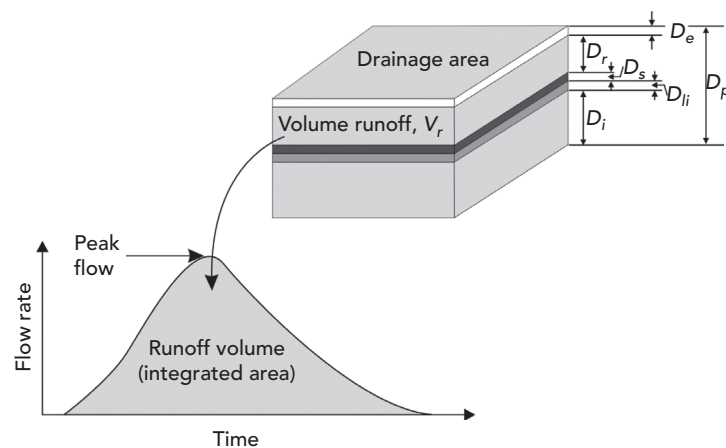 Drainage area
Volume runoff, Vr
De
Dr
Ds
Dli
Di
Dp
Peak
flow
Flow rate
Runoff volume
(integrated area)
Time